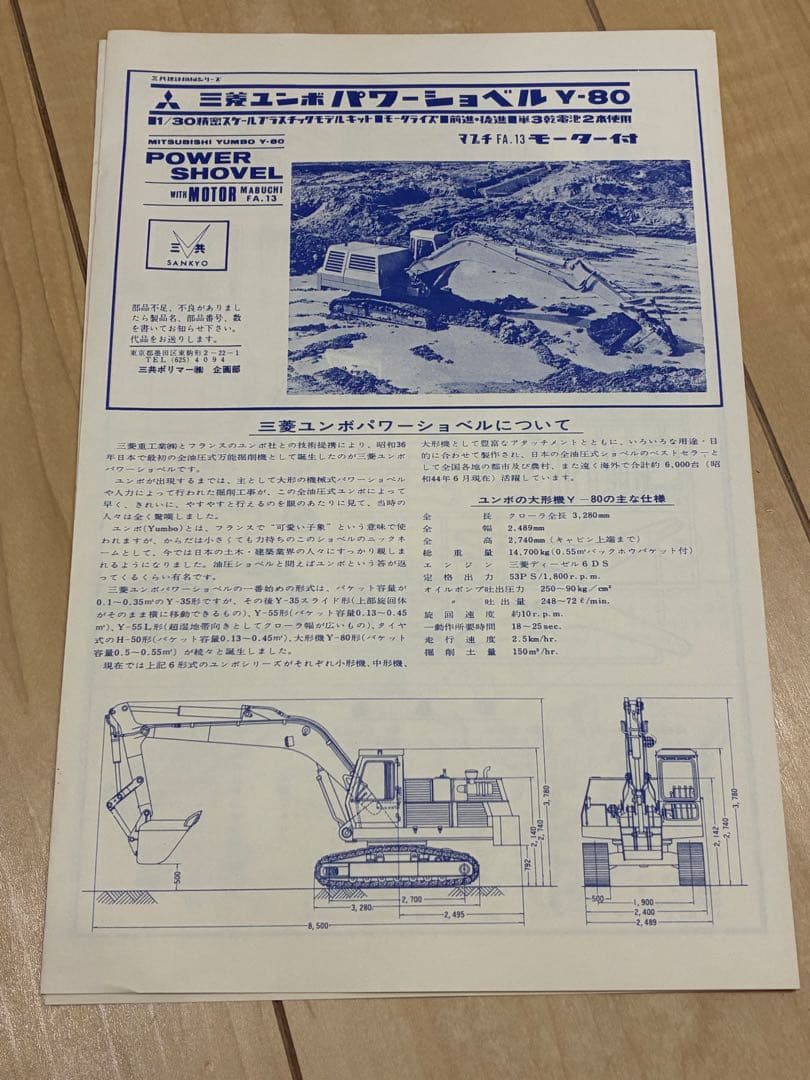 三共建設機械シリーズ
三菱ユンボ パワーショベル Y-80
■1/30精密スケールプラスチックモデルキット■モータライズ■前進・後進■単3乾電池2本使用
MITSUBISHI YUMBO Y-80
マブチ FA.13 モーター付
POWER
SHOVEL
WITH MOTOR MABUCHI FA.13
三共
SANKYO
部品不足、不良がありまし
たら製品名、部品番号、数
を書いてお知らせ下さい。
代品をお送りします。
東京都墨田区東駒形2-22-1
TEL (625) 4094
三共ポリマー㈱ 企画部
三菱ユンボパワーショベルについて
三菱重工業㈱とフランスのユンボ社との技術提携により、昭和36
年日本で最初の全油圧式万能掘削機として誕生したのが三菱ユンボ
パワーショベルです。
ユンボが出現するまでは、主として大形の機械式パワーショベル
や人力によって行われた掘削工事が、この全油圧式ユンボによって
早く、きれいに、やすやすと行えるのを眼のあたりに見て、当時の
人々は全く驚嘆しました。
ユンボ(Yumbo)とは、フランスで“可愛い子象”という意味で使
われますが、からだは小さくても力持ちのこのショベルのニックネ
ームとして、今では日本の土木・建築業界の人々にすっかり親しま
れるようになりました。油圧ショベルと問えばユンボという答が返
ってくるくらい有名です。
三菱ユンボパワーショベルの一番始めの形式は、バケット容量が
0.1〜0.35㎥のY-35形ですが、その後Y-35スライド形(上部旋回体
がそのまま横に移動できるもの)、Y-55形(バケット容量0.13〜0.45
㎥)、Y-55L形(超湿地帯向きとしてクローラ幅が広いもの)、タイヤ
式のH-50形(バケット容量0.13〜0.45㎥)、大形機Y-80形(バケット
容量0.5〜0.55㎥)が続々と誕生しました。
現在では上記6形式のユンボシリーズがそれぞれ小形機、中形機、
大形機として豊富なアタッチメントとともに、いろいろな用途・目
的に合わせて製作され、日本の全油圧式ショベルのベストセラーと
して全国各地の都市及び農村、また遠く海外で合計約6,000台(昭
和44年6月現在)活躍しています。
ユンボの大形機Y-80の主な仕様
全長 クローラ全長 3,280mm
全幅 2,489mm
全高 2,740mm(キャビン上端まで)
総重量 14,700kg(0.55㎥バックホウバケット付)
エンジン 三菱ディーゼル6DS
定格出力 53PS/1,800r.p.m.
オイルポンプ吐出圧力 250〜90kg/cm²
〃 吐出量 248〜72ℓ/min.
旋回速度 約10r.p.m.
一動作所要時間 18〜25sec.
走行速度 2.5km/hr.
掘削土量 150m³/hr.
500
3,280
2,700
2,495
8,500
792
2,140
2,740
3,780
500
1,900
2,400
2,489
2,142
2,740
3,780